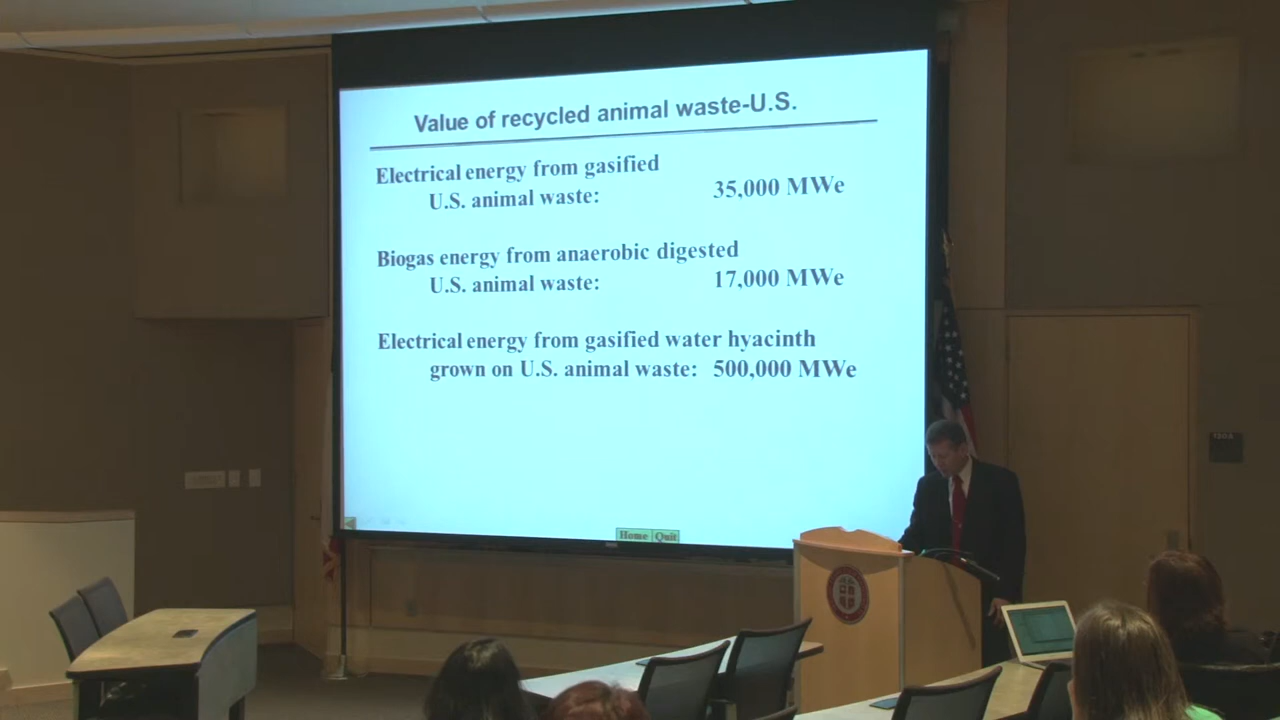 Value of recycled animal waste-U.S.
Electrical energy from gasified
U.S. animal waste: 35,000 MWe
Biogas energy from anaerobic digested
U.S. animal waste: 17,000 MWe
Electrical energy from gasified water hyacinth
grown on U.S. animal waste: 500,000 MWe
Home Quit